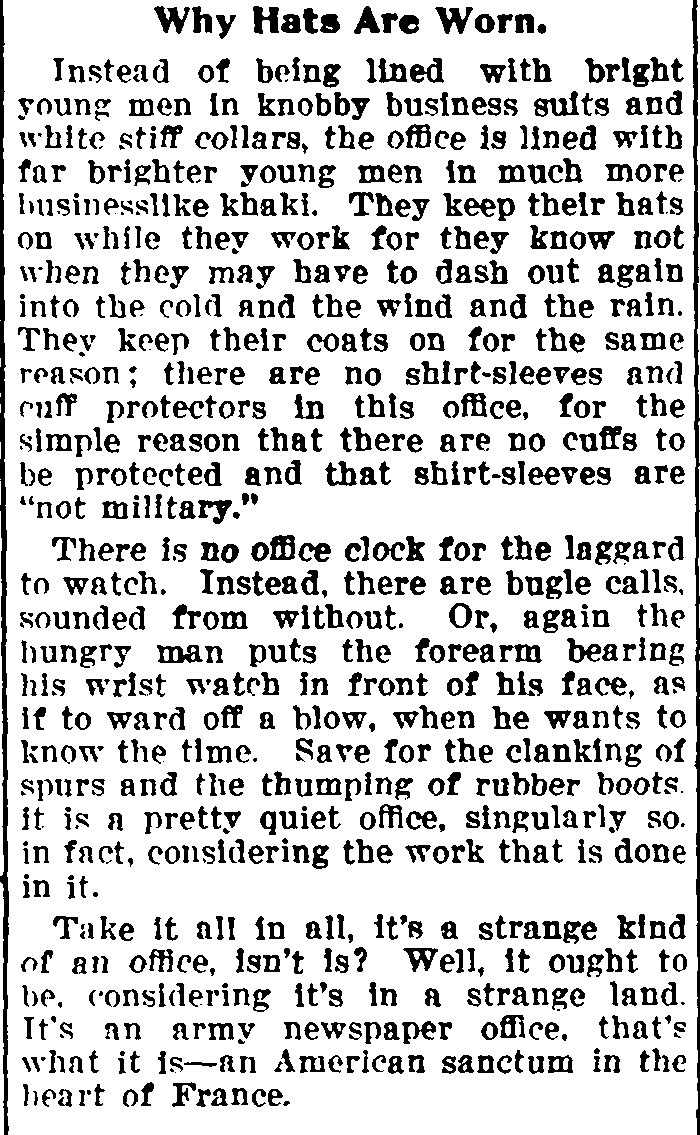 Why Hats Are Worn.
Instead of being lined with bright
young men in knobby business suits and
white stiff collars, the office is lined with
far brighter young men in much more
businesslike khaki. They keep their hats
on while they work for they know not
when they may have to dash out again
into the cold and the wind and the rain.
They keep their coats on for the same
reason; there are no shirt-sleeves and
cuff protectors in this office, for the
simple reason that there are no cuffs to
be protected and that shirt-sleeves are
“not military.”
There is no office clock for the laggard
to watch. Instead, there are bugle calls,
sounded from without. Or, again the
hungry man puts the forearm bearing
his wrist watch in front of his face, as
if to ward off a blow, when he wants to
know the time. Save for the clanking of
spurs and the thumping of rubber boots.
it is a pretty quiet office, singularly so.
in fact, considering the work that is done
in it.
Take it all in all, it's a strange kind
of an office, isn't is? Well, it ought to
be, considering it's in a strange land.
It's an army newspaper office, that's
what it is—an American sanctum in the
heart of France.